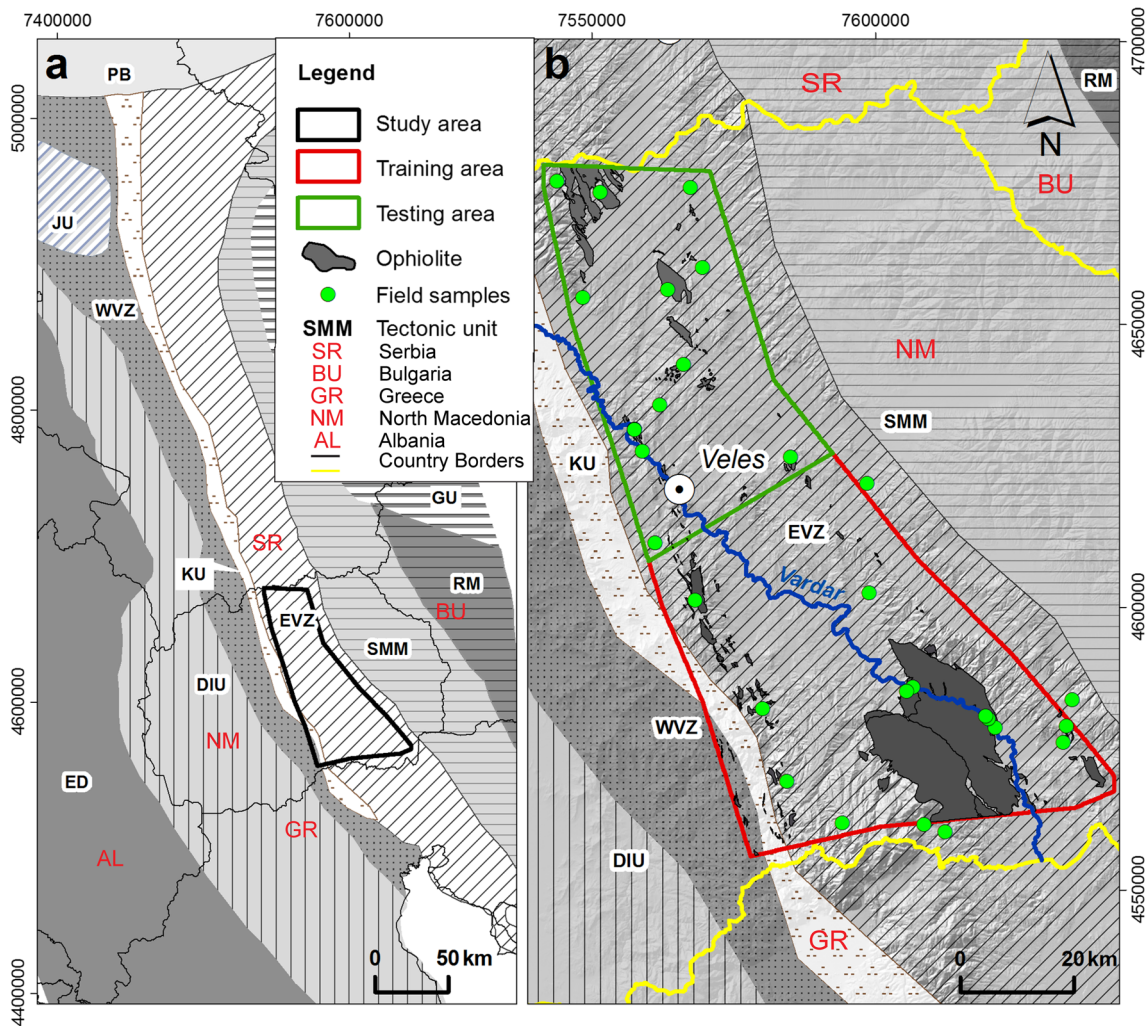 7400000
7600000
7550000
7600000
a
PB
JU
WVZ
KU
SR
EVZ
SMM
GU
RM
BU
DIU
NM
ED
AL
GR
0 50 km
5000000
4800000
4600000
4400000
Legend
Study area
Training area
Testing area
Ophiolite
Field samples
SMM Tectonic unit
SR Serbia
BU Bulgaria
GR Greece
NM North Macedonia
AL Albania
Country Borders
b
SR
RM
N
BU
NM
SMM
KU
Veles
EVZ
Vardar
WVZ
DIU
GR
0 20 km
4700000
4650000
4600000
4550000